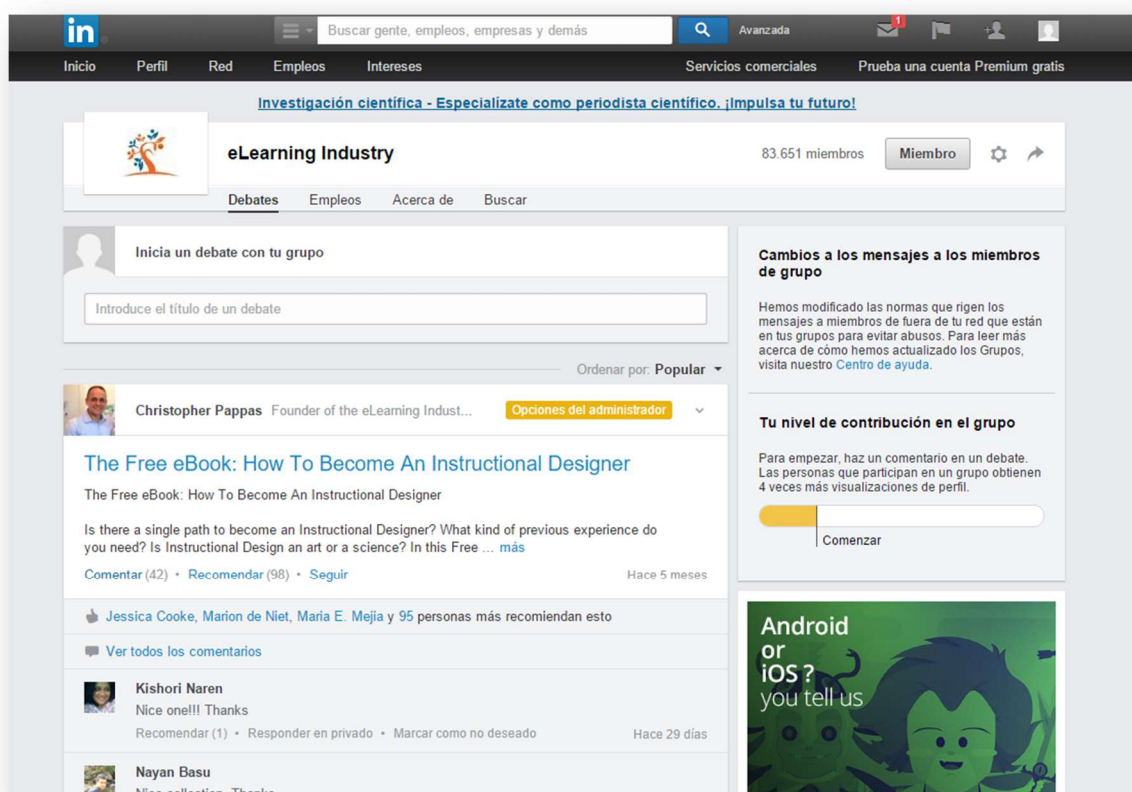 in
Buscar gente, empleos, empresas y demás
Avanzada
1
Inicio Perfil Red Empleos Intereses Servicios comerciales Prueba una cuenta Premium gratis
Investigación científica - Especialízate como periodista científico. ¡Impulsa tu futuro!
eLearning Industry
83.651 miembros
Miembro
Debates Empleos Acerca de Buscar
Inicia un debate con tu grupo
Introduce el título de un debate
Ordenar por: Popular
Christopher Pappas Founder of the eLearning Indust...
Opciones del administrador
The Free eBook: How To Become An Instructional Designer
The Free eBook: How To Become An Instructional Designer
Is there a single path to become an Instructional Designer? What kind of previous experience do
you need? Is Instructional Design an art or a science? In this Free ... más
Comentar (42) • Recomendar (98) • Seguir
Hace 5 meses
Jessica Cooke, Marion de Niet, Maria E. Mejia y 95 personas más recomiendan esto
Ver todos los comentarios
Kishori Naren
Nice one!!! Thanks
Recomendar (1) • Responder en privado • Marcar como no deseado
Hace 29 días
Nayan Basu
Nice collection. Thanks
Cambios a los mensajes a los miembros
de grupo
Hemos modificado las normas que rigen los
mensajes a miembros de fuera de tu red que están
en tus grupos para evitar abusos. Para leer más
acerca de cómo hemos actualizado los Grupos,
visita nuestro Centro de ayuda.
Tu nivel de contribución en el grupo
Para empezar, haz un comentario en un debate.
Las personas que participan en un grupo obtienen
4 veces más visualizaciones de perfil.
Comenzar
Android
or
iOS?
you tell us